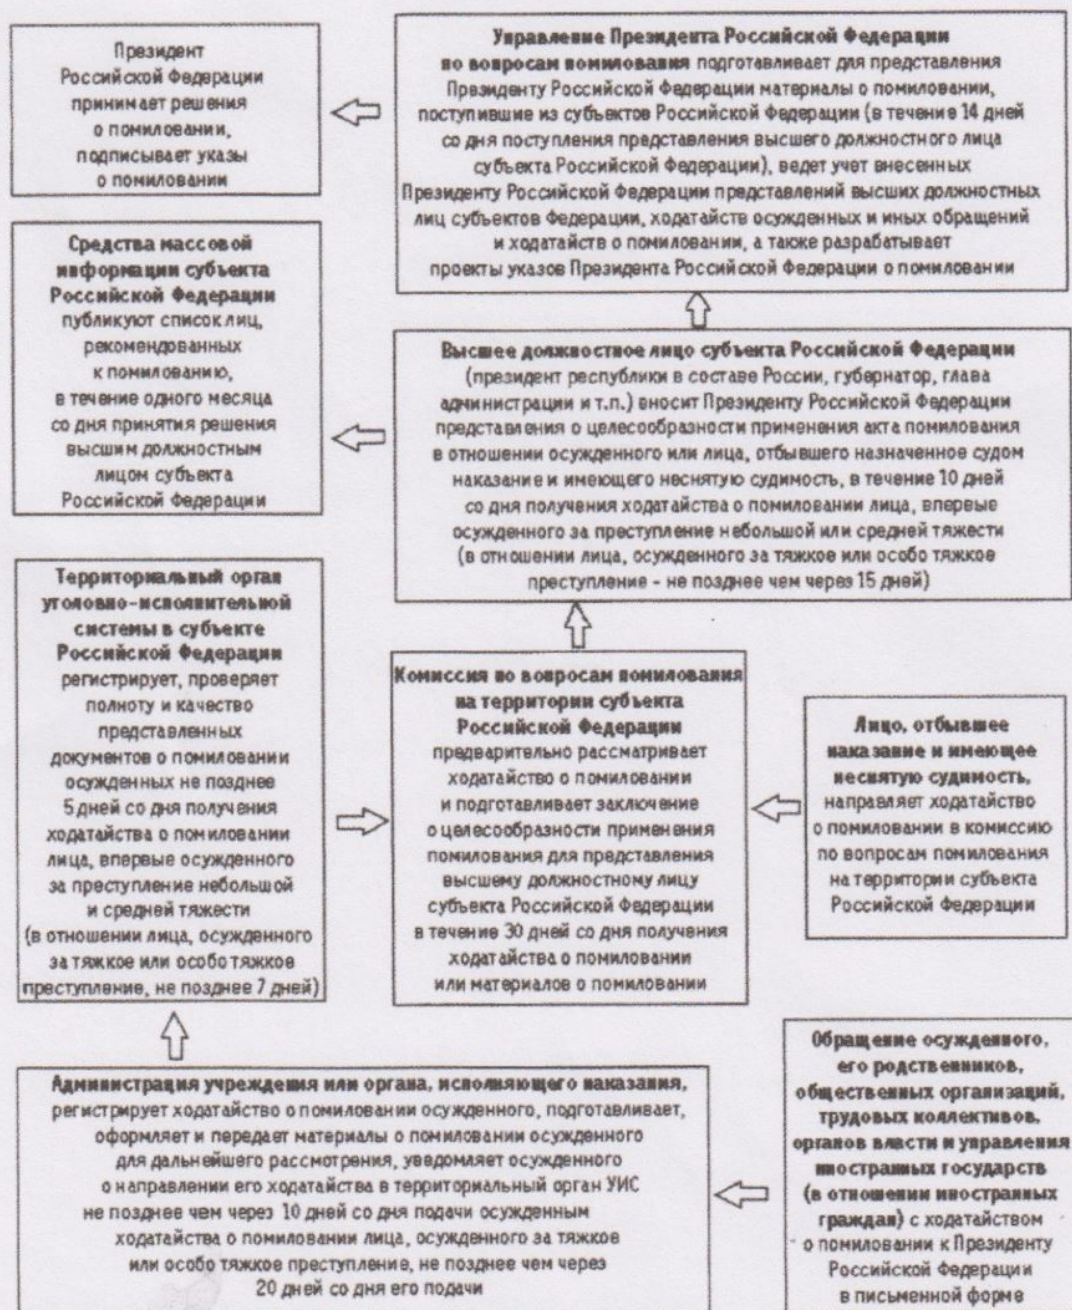 Президент
Российской Федерации
принимает решения
о помиловании,
подписывает указы
о помиловании
Управление Президента Российской Федерации
по вопросам помилования подготавливает для представления
Президенту Российской Федерации материалы о помиловании,
поступившие из субъектов Российской Федерации (в течение 14 дней
со дня поступления представления высшего должностного лица
субъекта Российской Федерации), ведет учет внесенных
Президенту Российской Федерации представлений высших должностных
лиц субъектов Федерации, ходатайств осужденных и иных обращений
и ходатайств о помиловании, а также разрабатывает
проекты указов Президента Российской Федерации о помиловании
Средства массовой
информации субъекта
Российской Федерации
публикуют список лиц,
рекомендованных
к помилованию,
в течение одного месяца
со дня принятия решения
высшим должностным
лицом субъекта
Российской Федерации
Высшее должностное лицо субъекта Российской Федерации
(президент республики в составе России, губернатор, глава
администрации и т.п.) вносит Президенту Российской Федерации
представления о целесообразности применения акта помилования
в отношении осужденного или лица, отбывшего назначенное судом
наказание и имеющего неснятую судимость, в течение 10 дней
со дня получения ходатайства о помиловании лица, впервые
осужденного за преступление небольшой или средней тяжести
(в отношении лица, осужденного за тяжкое или особо тяжкое
преступление - не позднее чем через 15 дней)
Территориальный орган
уголовно-исполнительной
системы в субъекте
Российской Федерации
регистрирует, проверяет
полноту и качество
представленных
документов о помиловании
осужденных не позднее
5 дней со дня получения
ходатайства о помиловании
лица, впервые осужденного
за преступление небольшой
и средней тяжести
(в отношении лица, осужденного
за тяжкое или особо тяжкое
преступление, не позднее 7 дней)
Комиссия по вопросам помилования
на территории субъекта
Российской Федерации
предварительно рассматривает
ходатайство о помиловании
и подготавливает заключение
о целесообразности применения
помилования для представления
высшему должностному лицу
субъекта Российской Федерации
в течение 30 дней со дня получения
ходатайства о помиловании
или материалов о помиловании
Лицо, отбывшее
наказание и имеющее
неснятую судимость,
направляет ходатайство
о помиловании в комиссию
по вопросам помилования
на территории субъекта
Российской Федерации
Администрация учреждения или органа, исполняющего наказания,
регистрирует ходатайство о помиловании осужденного, подготавливает,
оформляет и передает материалы о помиловании осужденного
для дальнейшего рассмотрения, уведомляет осужденного
о направлении его ходатайства в территориальный орган УИС
не позднее чем через 10 дней со дня подачи осужденным
ходатайства о помиловании лица, осужденного за тяжкое
или особо тяжкое преступление, не позднее чем через
20 дней со дня его подачи
Обращение осужденного,
его родственников,
общественных организаций,
трудовых коллективов,
органов власти и управления
иностранных государств
(в отношении иностранных
граждан) с ходатайством
о помиловании к Президенту
Российской Федерации
в письменной форме